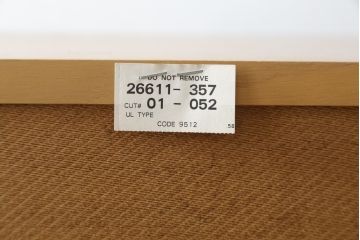 DO NOT REMOVE
26611- 357
CUT# 01 - 052
UL TYPE
CODE 9512
58